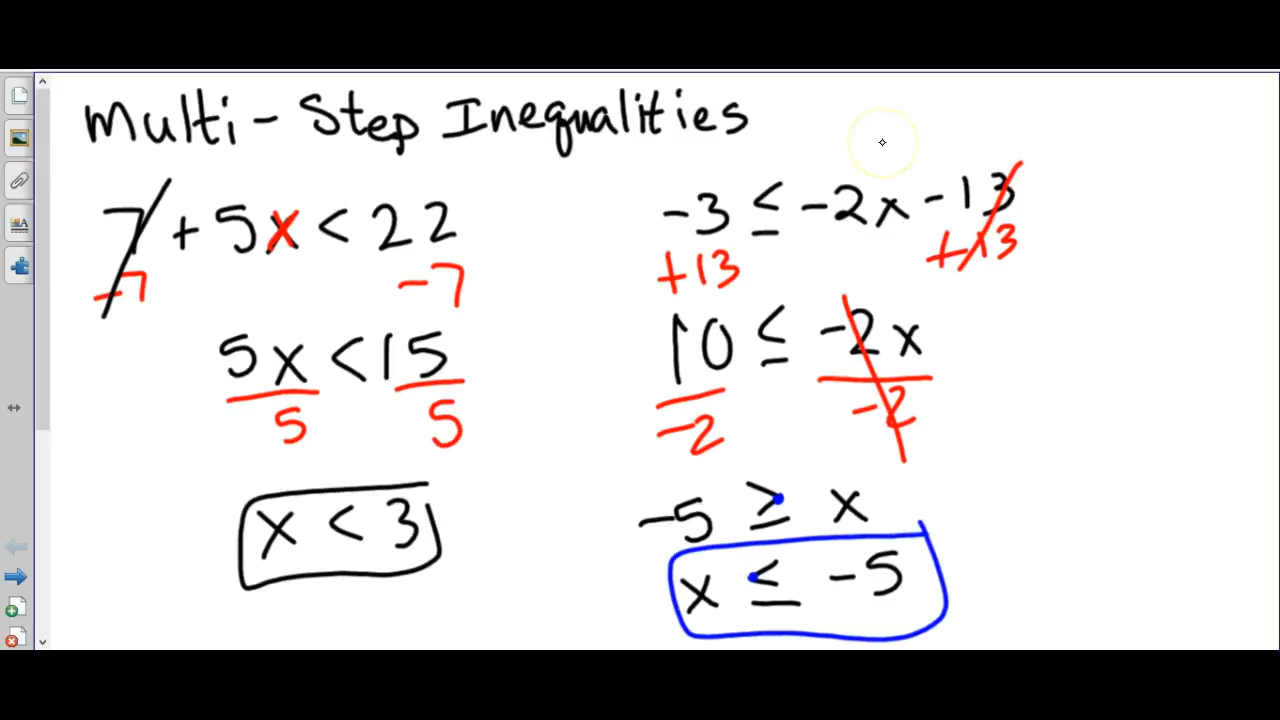 Multi-Step Inequalities
7 + 5x < 22
-7 -7
5x < 15
5 5
x < 3
-3 ≤ -2x - 13
+13 +13
10 ≤ -2x
-2 -2
-5 ≥ x
x ≤ -5